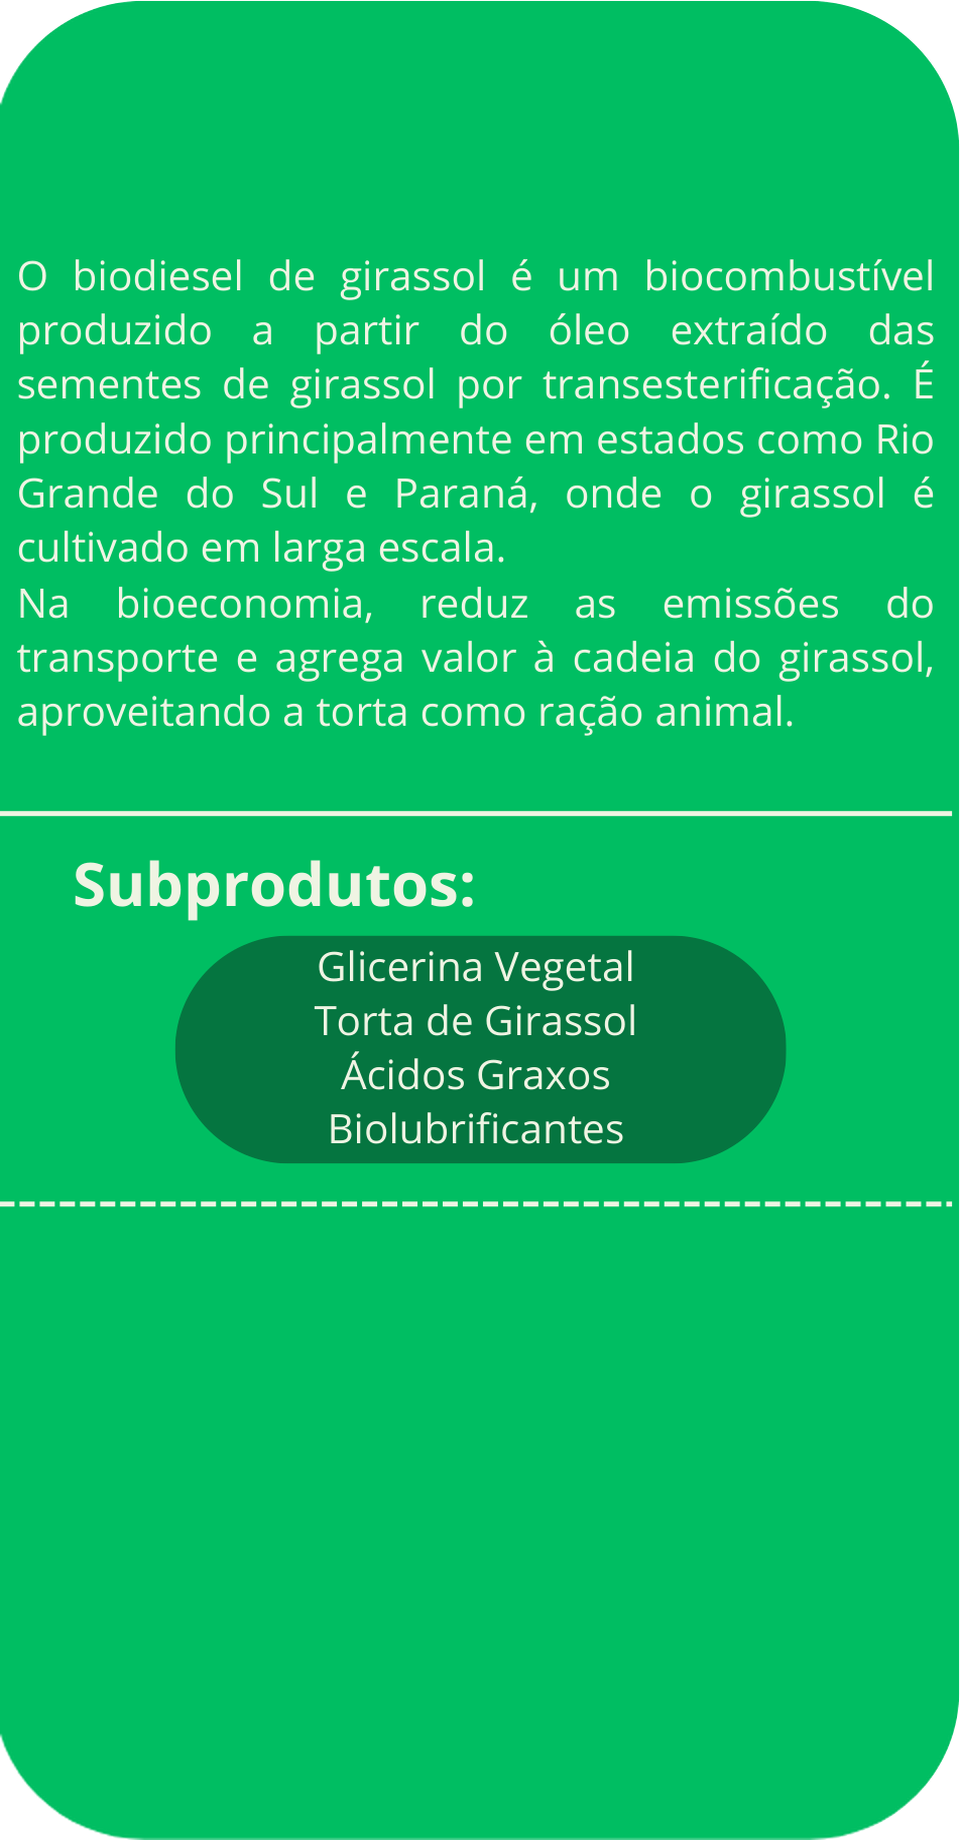 O biodiesel de girassol é um biocombustível
produzido a partir do óleo extraído das
sementes de girassol por transesterificação. É
produzido principalmente em estados como Rio
Grande do Sul e Paraná, onde o girassol é
cultivado em larga escala.
Na bioeconomia, reduz as emissões do
transporte e agrega valor à cadeia do girassol,
aproveitando a torta como ração animal.
Subprodutos:
Glicerina Vegetal
Torta de Girassol
Ácidos Graxos
Biolubrificantes